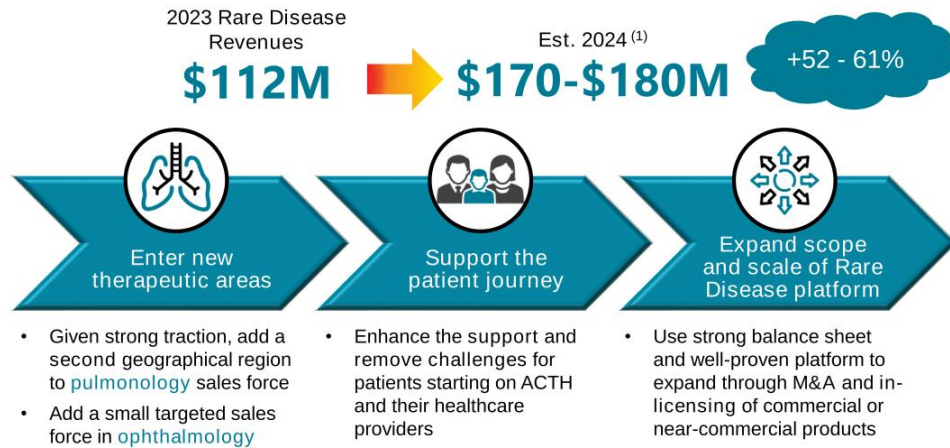 2023 Rare Disease
Revenues
$112M
Est. 2024 (1)
$170-$180M
+52 - 61%
Enter new
therapeutic areas
Support the
patient journey
Expand scope
and scale of Rare
Disease platform
• Given strong traction, add a
second geographical region
to pulmonology sales force
• Add a small targeted sales
force in ophthalmology
• Enhance the support and
remove challenges for
patients starting on ACTH
and their healthcare
providers
• Use strong balance sheet
and well-proven platform to
expand through M&A and in-
licensing of commercial or
near-commercial products